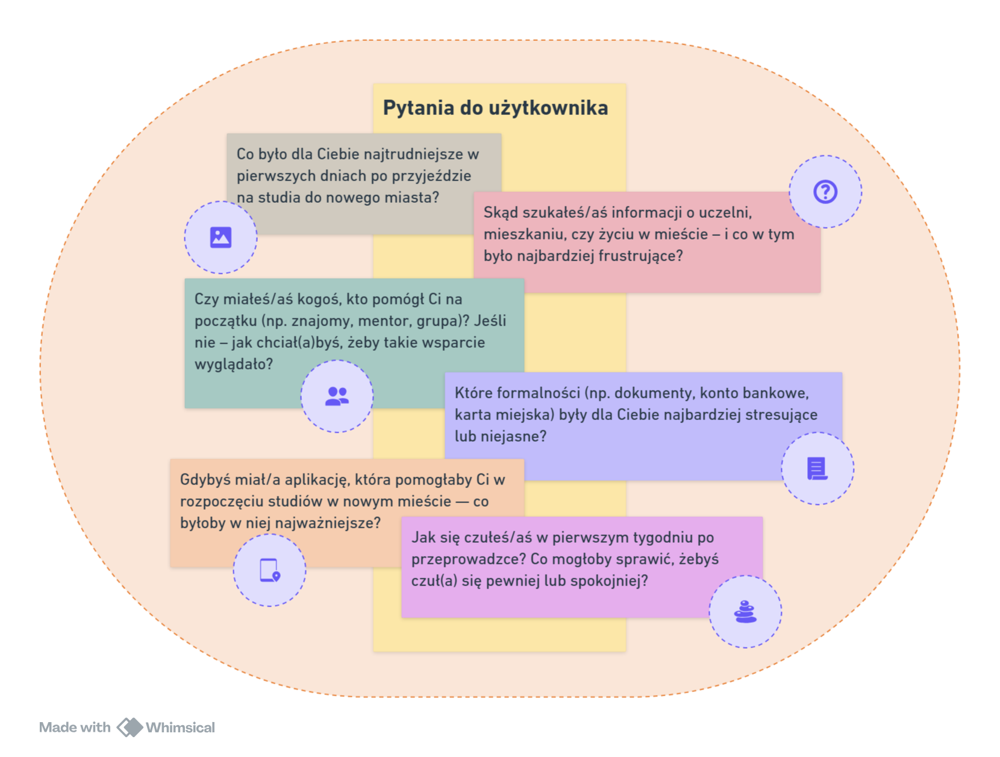 Pytania do użytkownika
Co było dla Ciebie najtrudniejsze w
pierwszych dniach po przyjeździe
na studia do nowego miasta?
Skąd szukałeś/aś informacji o uczelni,
mieszkaniu, czy życiu w mieście – i co w tym
było najbardziej frustrujące?
Czy miałeś/aś kogoś, kto pomógł Ci na
początku (np. znajomy, mentor, grupa)? Jeśli
nie – jak chciał(a)byś, żeby takie wsparcie
wyglądało?
Które formalności (np. dokumenty, konto bankowe,
karta miejska) były dla Ciebie najbardziej stresujące
lub niejasne?
Gdybyś miał/a aplikację, która pomogłaby Ci w
rozpoczęciu studiów w nowym mieście — co
byłoby w niej najważniejsze?
Jak się czułeś/aś w pierwszym tygodniu po
przeprowadzce? Co mogłoby sprawić, żebyś
czuł(a) się pewniej lub spokojniej?
Made with Whimsical